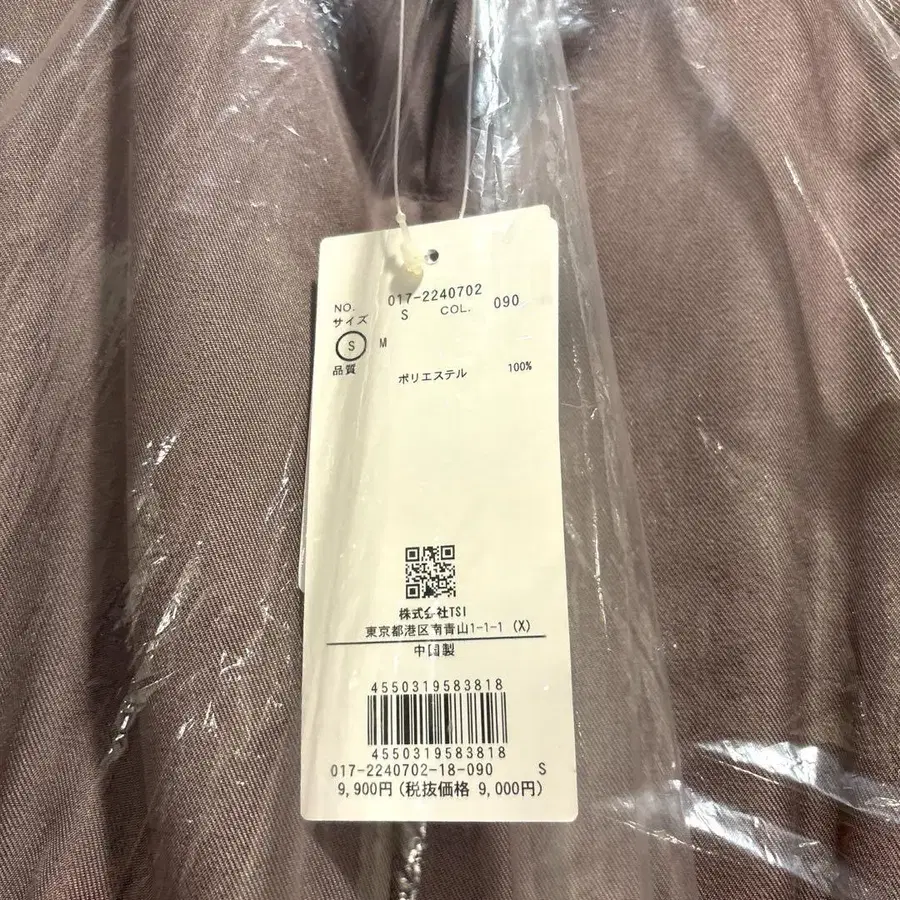 NO. 017-2240702
サイズ S COL. 090
S M
品質 ポリエステル 100%
株式会社TSI
東京都港区南青山1-1-1 (X)
中国製
4550319583818
4550319583818
017-2240702-18-090 S
9,900円(税抜価格 9,000円)